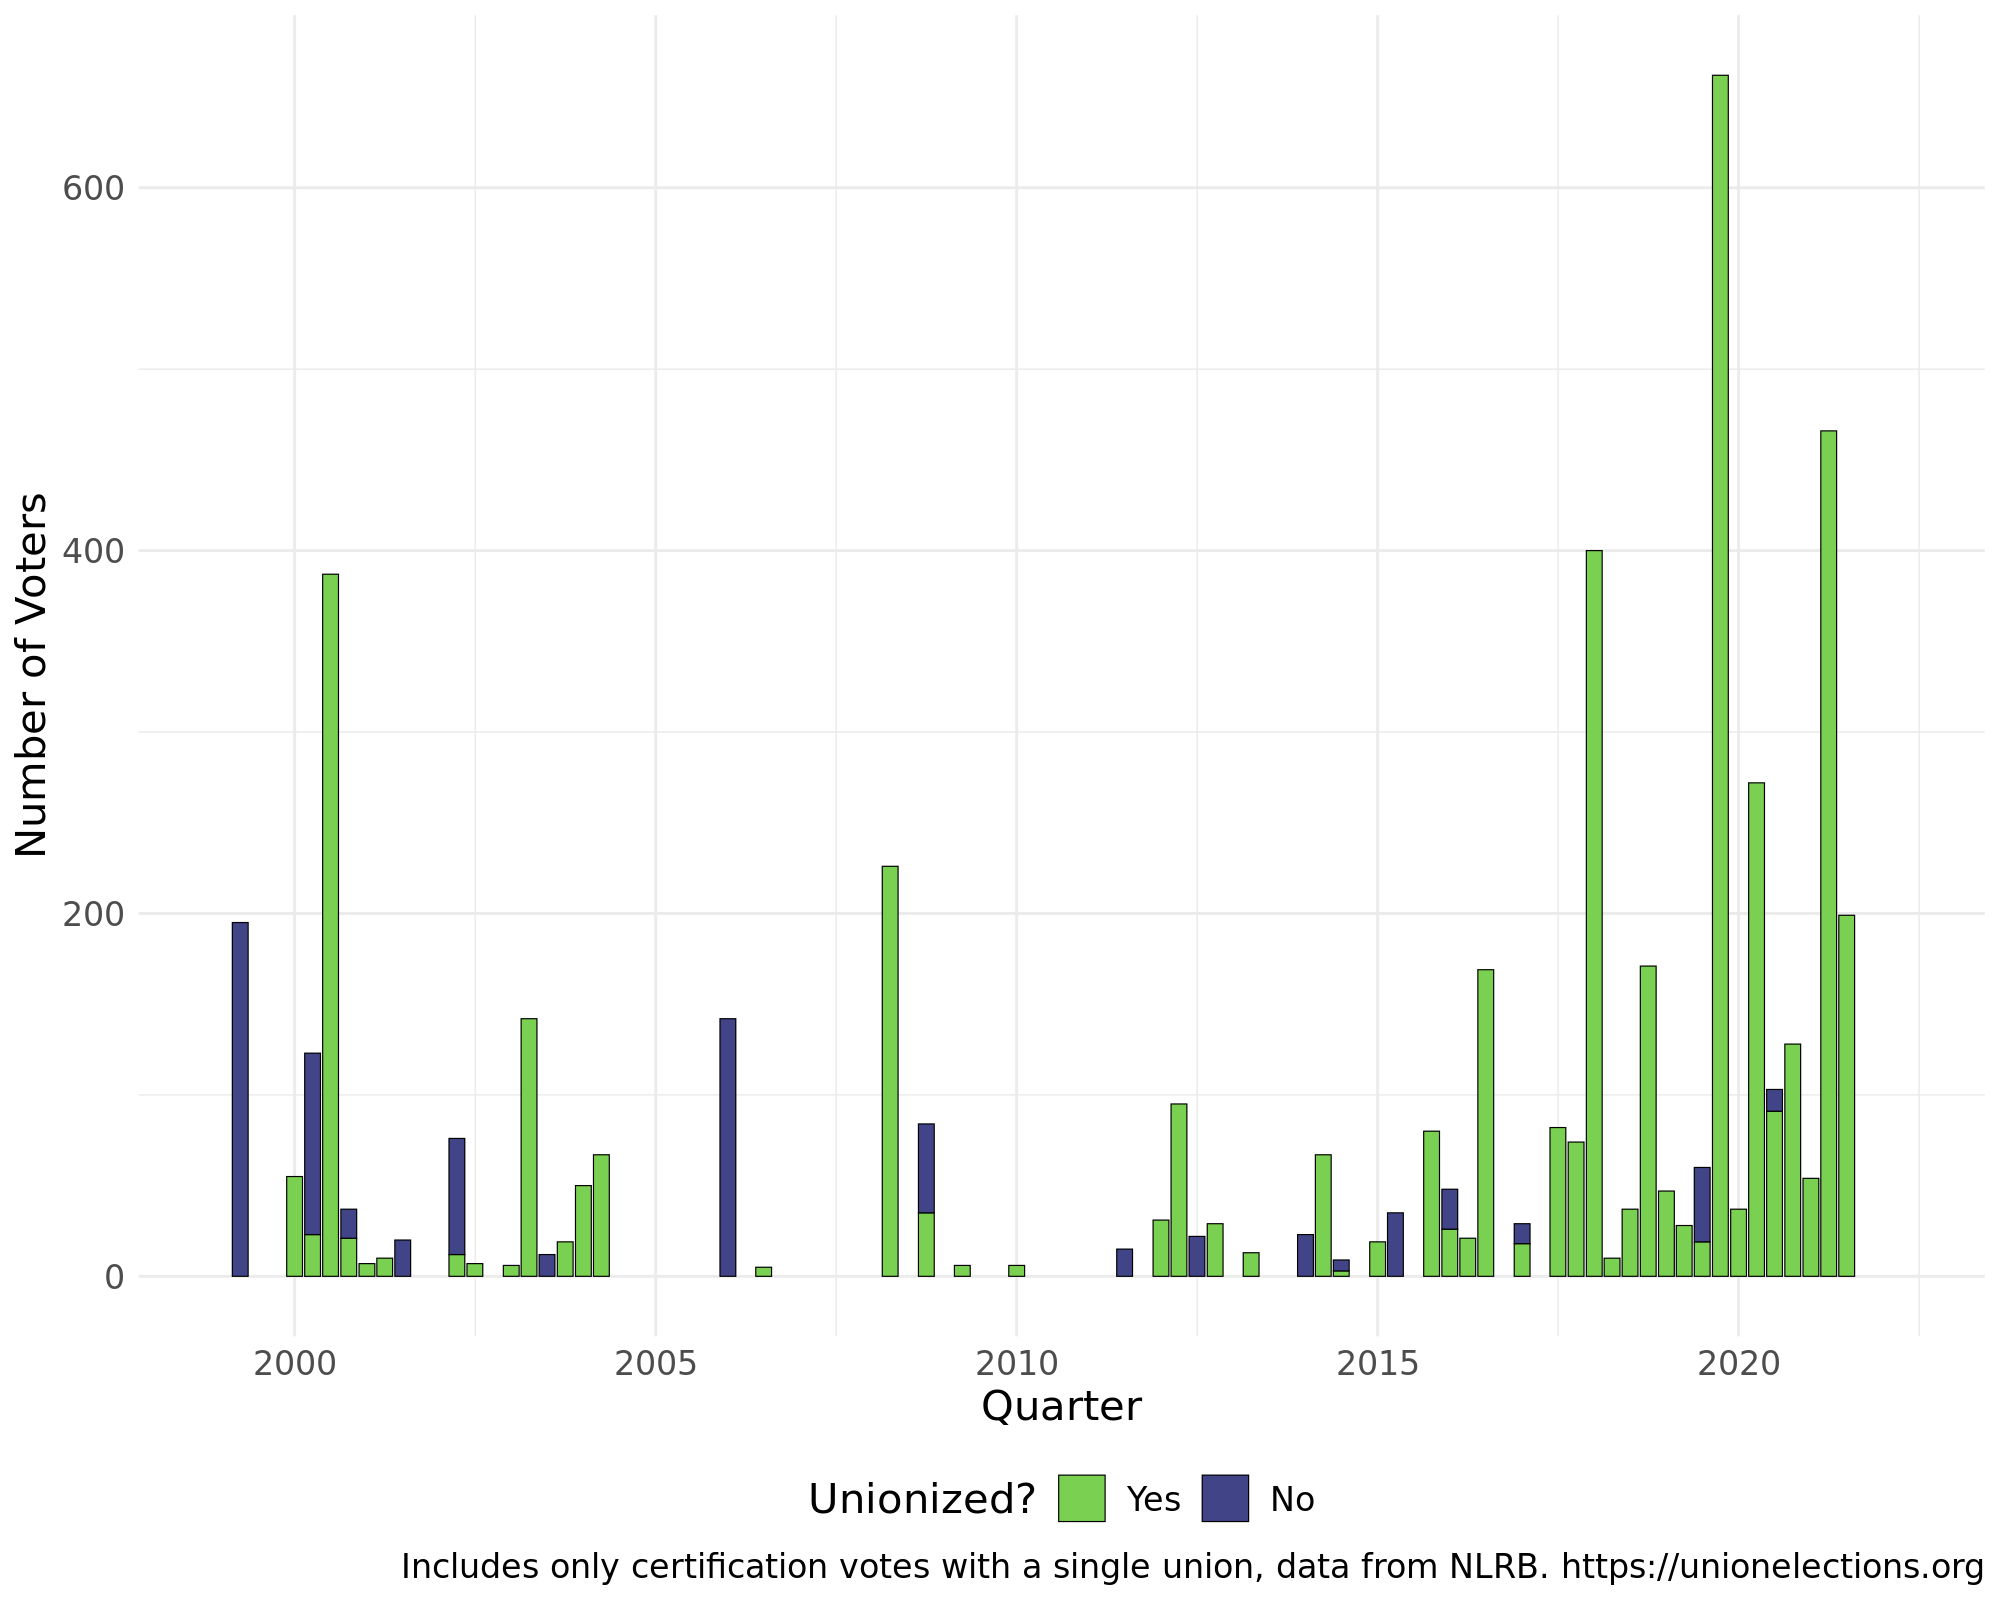 600
400
200
0
Number of Voters
2000 2005 2010 2015 2020
Quarter
Unionized? Yes No
Includes only certification votes with a single union, data from NLRB. https://unionelections.org